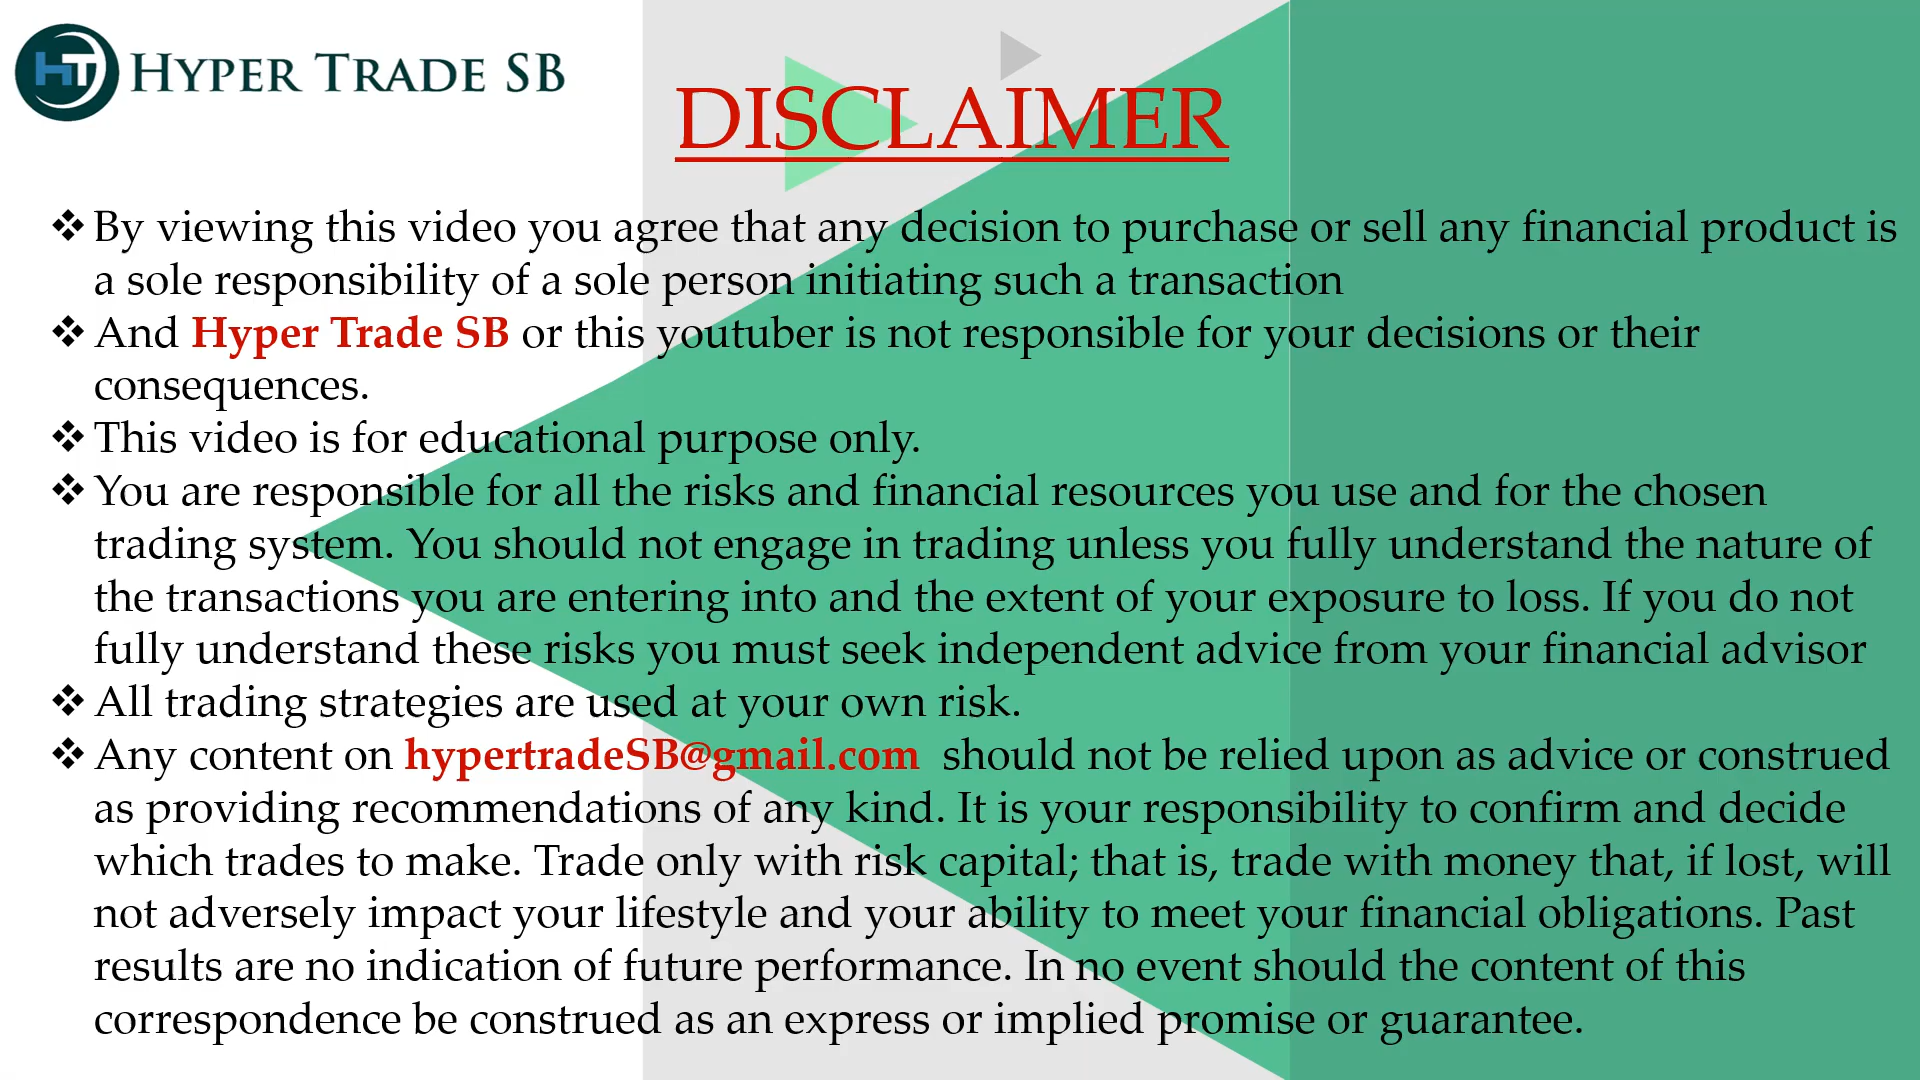 HT HYPER TRADE SB
DISCLAIMER
❖ By viewing this video you agree that any decision to purchase or sell any financial product is
a sole responsibility of a sole person initiating such a transaction
❖ And Hyper Trade SB or this youtuber is not responsible for your decisions or their
consequences.
❖ This video is for educational purpose only.
❖ You are responsible for all the risks and financial resources you use and for the chosen
trading system. You should not engage in trading unless you fully understand the nature of
the transactions you are entering into and the extent of your exposure to loss. If you do not
fully understand these risks you must seek independent advice from your financial advisor
❖ All trading strategies are used at your own risk.
❖ Any content on hypertradeSB@gmail.com should not be relied upon as advice or construed
as providing recommendations of any kind. It is your responsibility to confirm and decide
which trades to make. Trade only with risk capital; that is, trade with money that, if lost, will
not adversely impact your lifestyle and your ability to meet your financial obligations. Past
results are no indication of future performance. In no event should the content of this
correspondence be construed as an express or implied promise or guarantee.